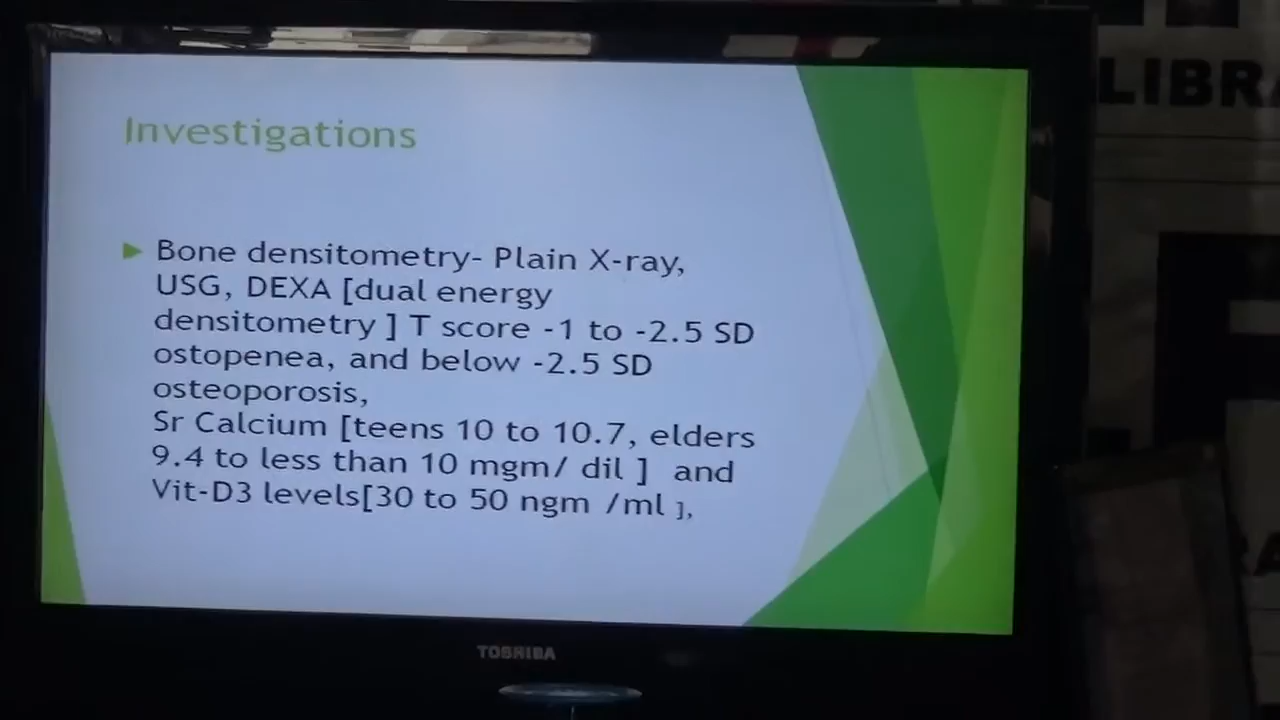 Investigations
Bone densitometry- Plain X-ray,
USG, DEXA [dual energy
densitometry ] T score -1 to -2.5 SD
ostopenea, and below -2.5 SD
osteoporosis,
Sr Calcium [teens 10 to 10.7, elders
9.4 to less than 10 mgm/ dil ] and
Vit-D3 levels[30 to 50 ngm /ml ],
TOSHIBA
LIBRA